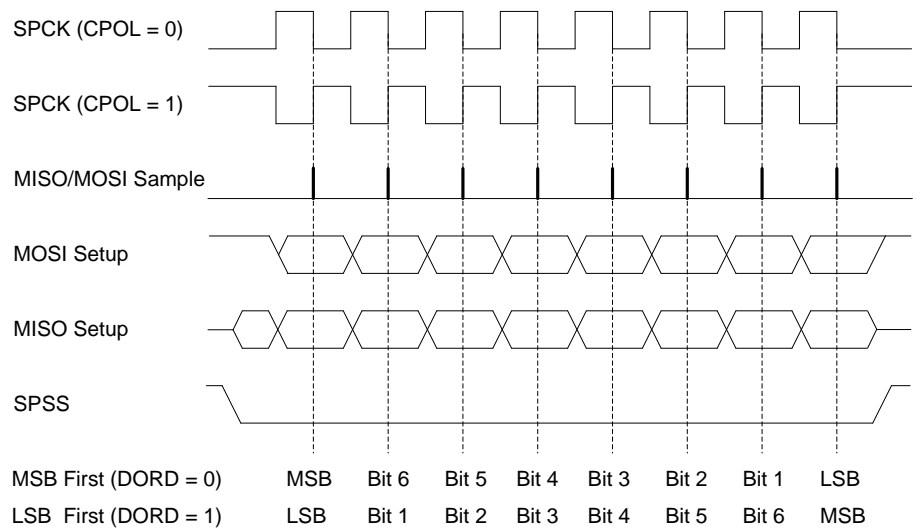 SPCK (CPOL = 0)
SPCK (CPOL = 1)
MISO/MOSI Sample
MOSI Setup
MISO Setup
SPSS
MSB First (DORD = 0) MSB Bit 6 Bit 5 Bit 4 Bit 3 Bit 2 Bit 1 LSB
LSB First (DORD = 1) LSB Bit 1 Bit 2 Bit 3 Bit 4 Bit 5 Bit 6 MSB